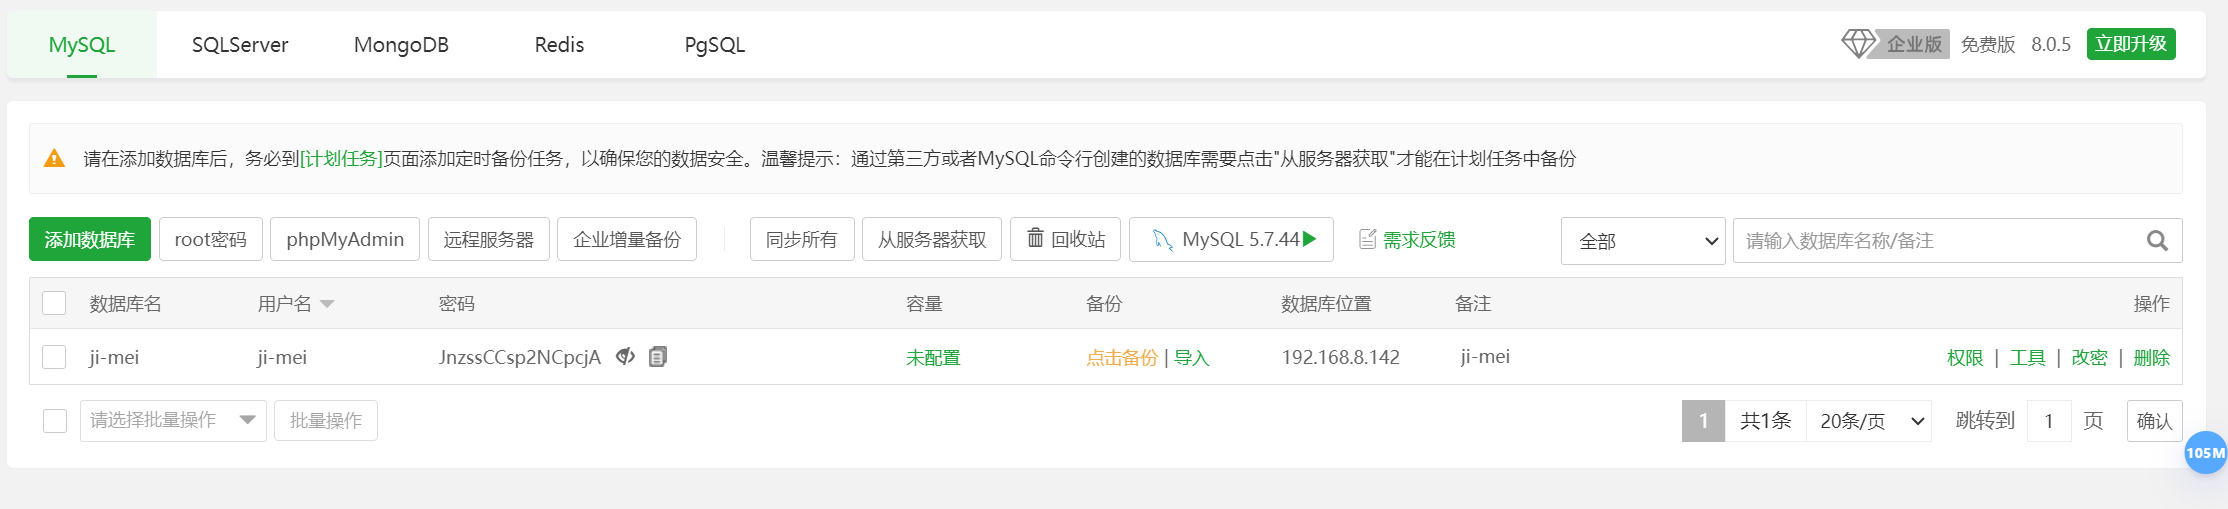 MySQL SQLServer MongoDB Redis PgSQL 企业版 免费版 8.0.5 立即升级
请在添加数据库后，务必到[计划任务]页面添加定时备份任务，以确保您的数据安全。温馨提示：通过第三方或者MySQL命令行创建的数据库需要点击"从服务器获取"才能在计划任务中备份
添加数据库 root密码 phpMyAdmin 远程服务器 企业增量备份 同步所有 从服务器获取 回收站 MySQL 5.7.44 需求反馈 全部 请输入数据库名称/备注
数据库名 用户名 密码 容量 备份 数据库位置 备注 操作
ji-mei ji-mei JnzssCCsp2NCpcjA 未配置 点击备份 | 导入 192.168.8.142 ji-mei 权限 | 工具 | 改密 | 删除
请选择批量操作 批量操作 1 共1条 20条/页 跳转到 1 页 确认
105M